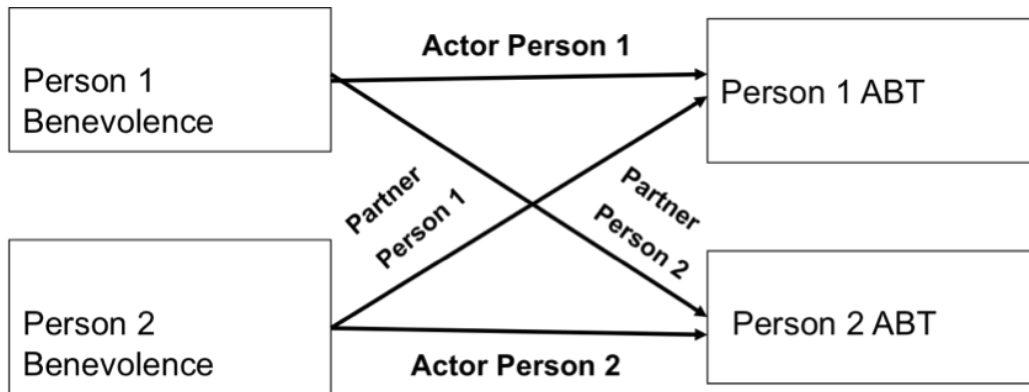 Actor Person 1
Person 1
Benevolence
Person 1 ABT
Partner
Person 1
Partner
Person 2
Person 2
Benevolence
Person 2 ABT
Actor Person 2